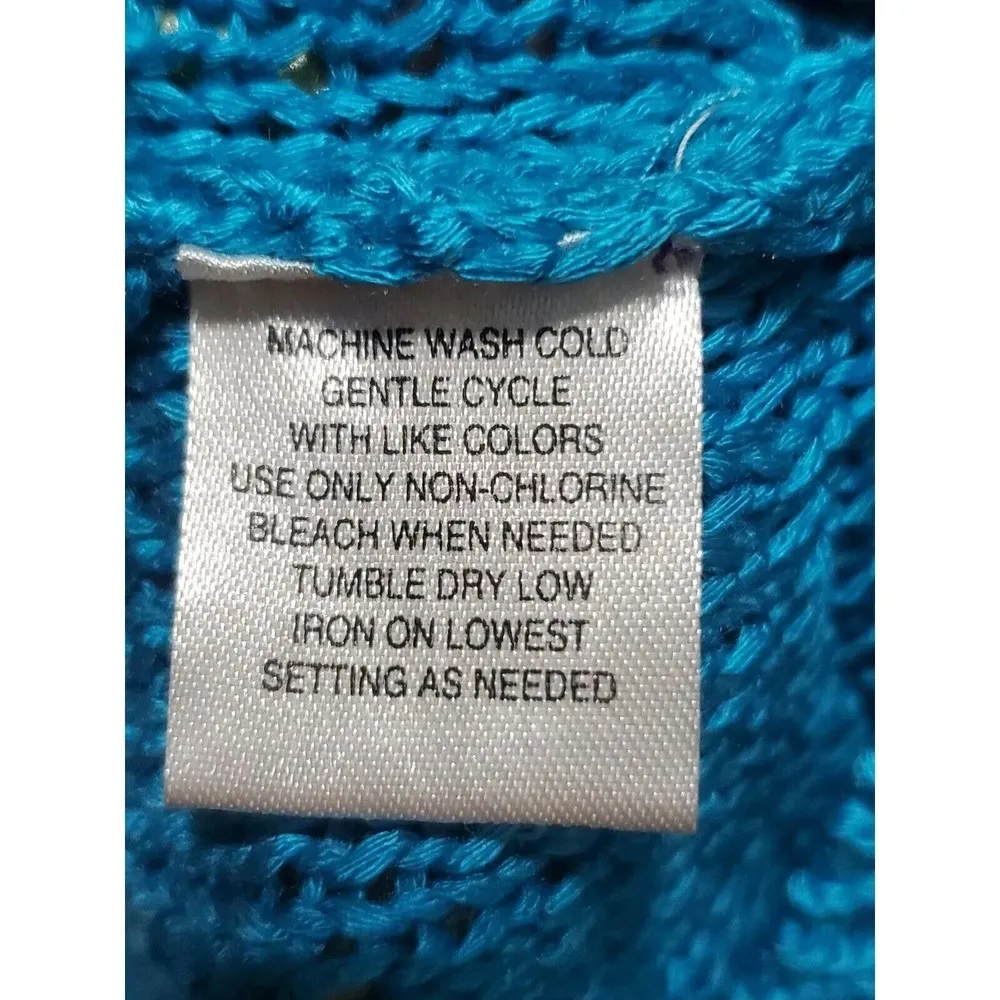 MACHINE WASH COLD
GENTLE CYCLE
WITH LIKE COLORS
USE ONLY NON-CHLORINE
BLEACH WHEN NEEDED
TUMBLE DRY LOW
IRON ON LOWEST
SETTING AS NEEDED